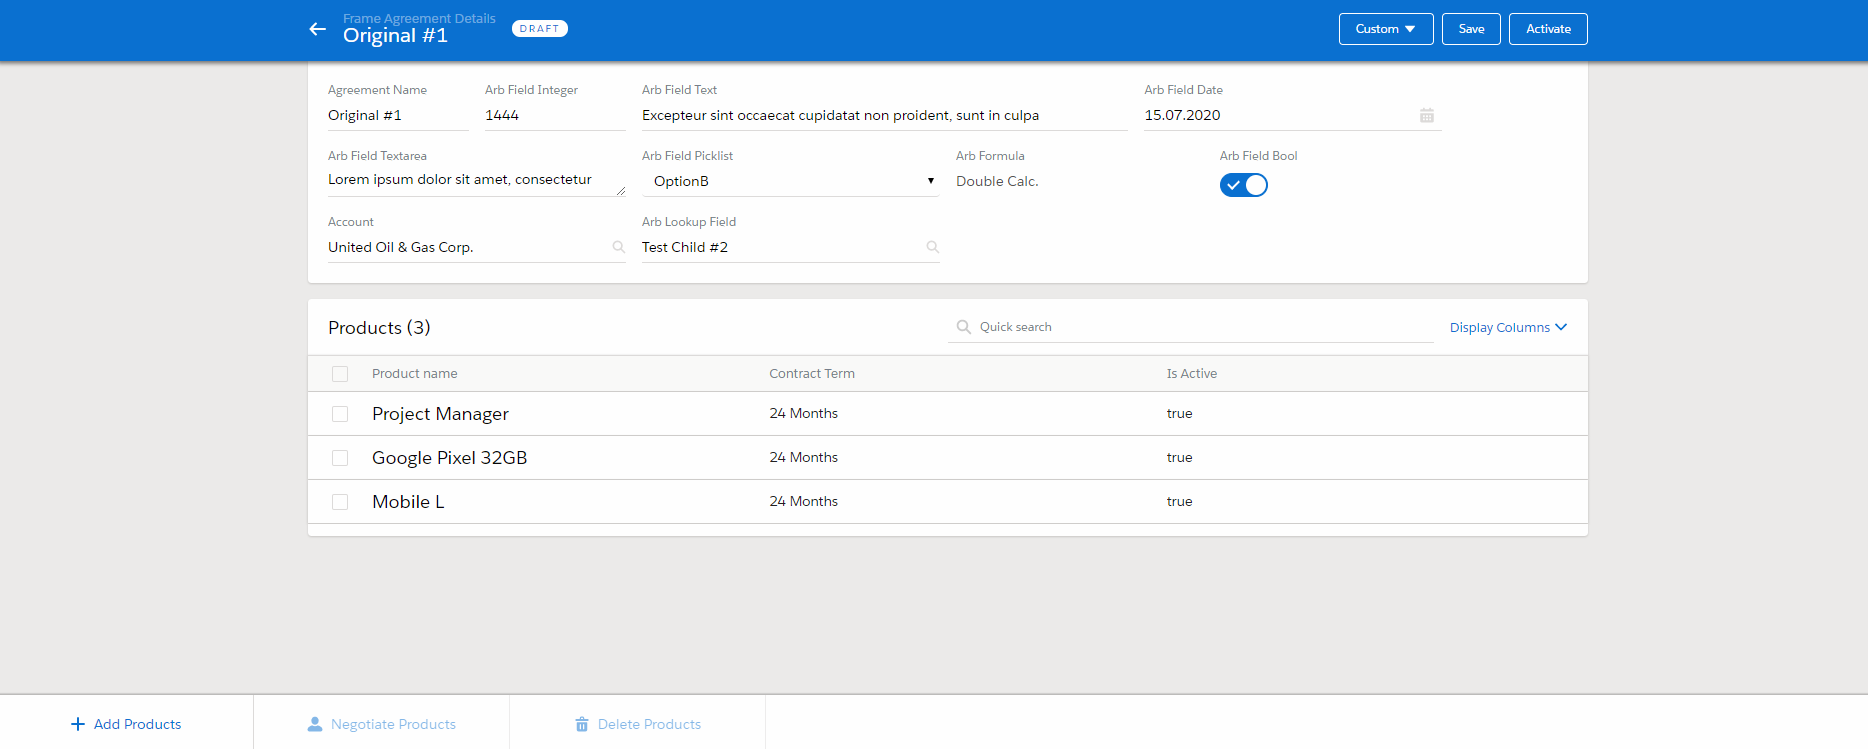 Frame Agreement Details
Original #1
DRAFT
Custom
Save
Activate
Agreement Name
Arb Field Integer
Arb Field Text
Arb Field Date
Original #1
1444
Excepteur sint occaecat cupidatat non proident, sunt in culpa
15.07.2020
Arb Field Textarea
Arb Field Picklist
Arb Formula
Arb Field Bool
Lorem ipsum dolor sit amet, consectetur
OptionB
Double Calc.
Account
Arb Lookup Field
United Oil & Gas Corp.
Test Child #2
Products (3)
Quick search
Display Columns
Product name
Contract Term
Is Active
Project Manager
24 Months
true
Google Pixel 32GB
24 Months
true
Mobile L
24 Months
true
Add Products
Negotiate Products
Delete Products